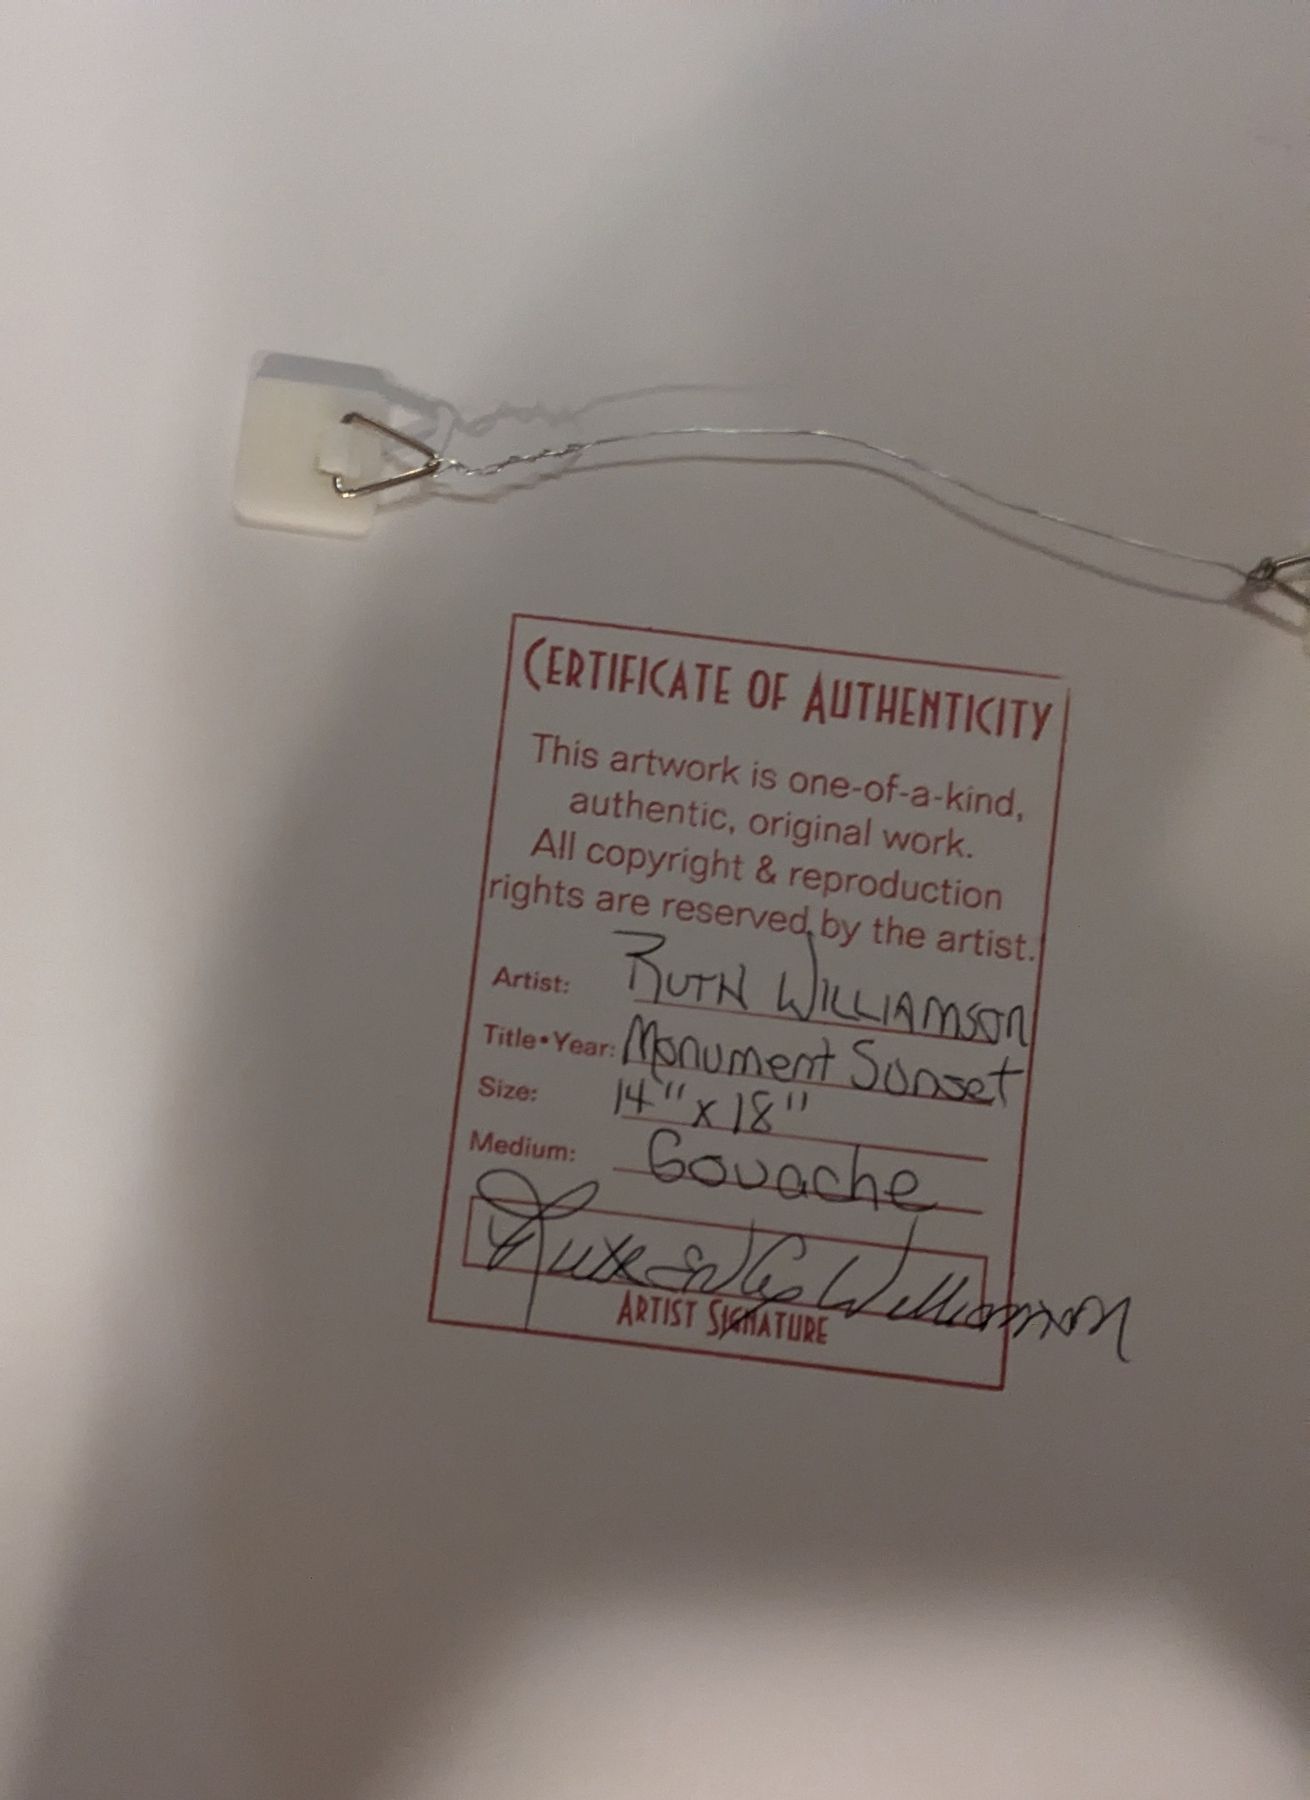 CERTIFICATE OF AUTHENTICITY
This artwork is one-of-a-kind,
authentic, original work.
All copyright & reproduction
rights are reserved by the artist.
Artist: RUTH WILLIAMSON
Title•Year: Monument Sunset
Size: 14" x 18"
Medium: Gouache
Williamson
ARTIST SIGNATURE